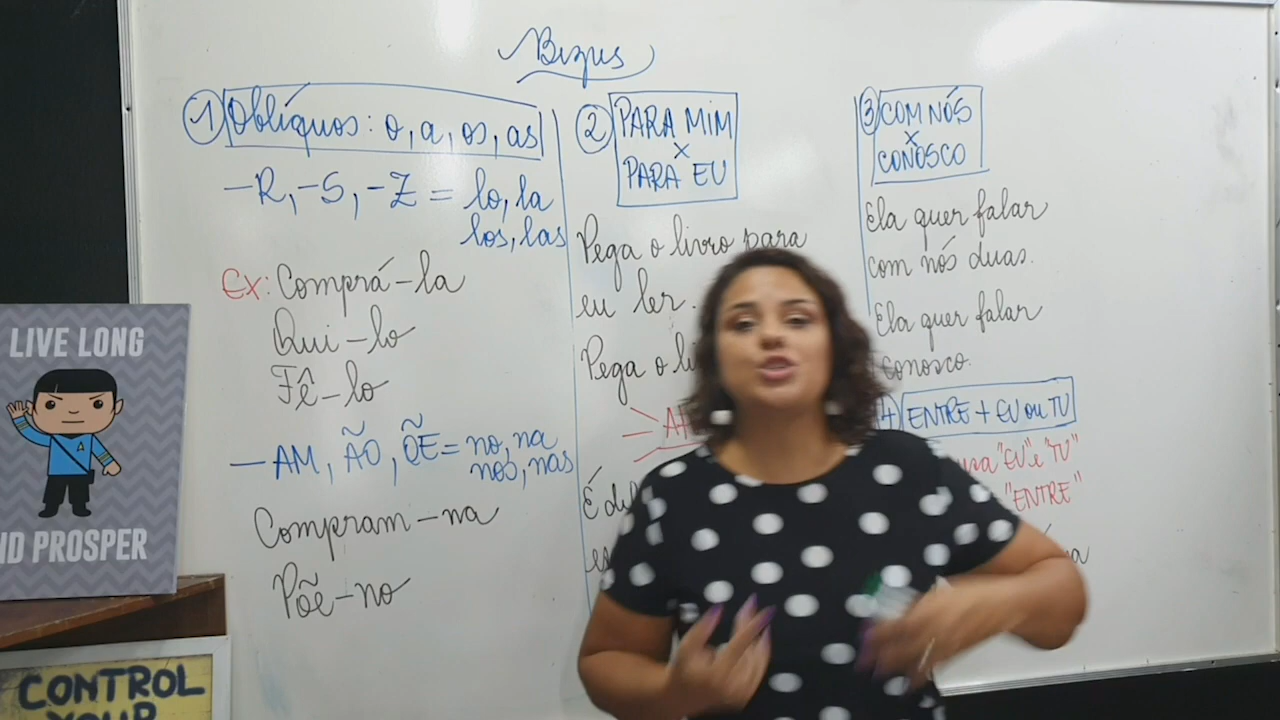 Bizus
① Oblíquos: o, a, os, as
-R, -S, -Z = lo, la
los, las
Ex: Comprá-la
Qui-lo
Fê-lo
-AM, ÃO, ÕE = no, na
nos, nas
Compram-na
Põe-no
② PARA MIM
x
PARA EU
Pega o livro para
eu ler.
Pega o
É
③ COM NÓS
x
CONOSCO
Ela quer falar
com nós duas.
Ela quer falar
conosco.
4) ENTRE + EU ou TU
"EU" e "TU"
"ENTRE"
LIVE LONG
ND PROSPER
CONTROL
YOUR